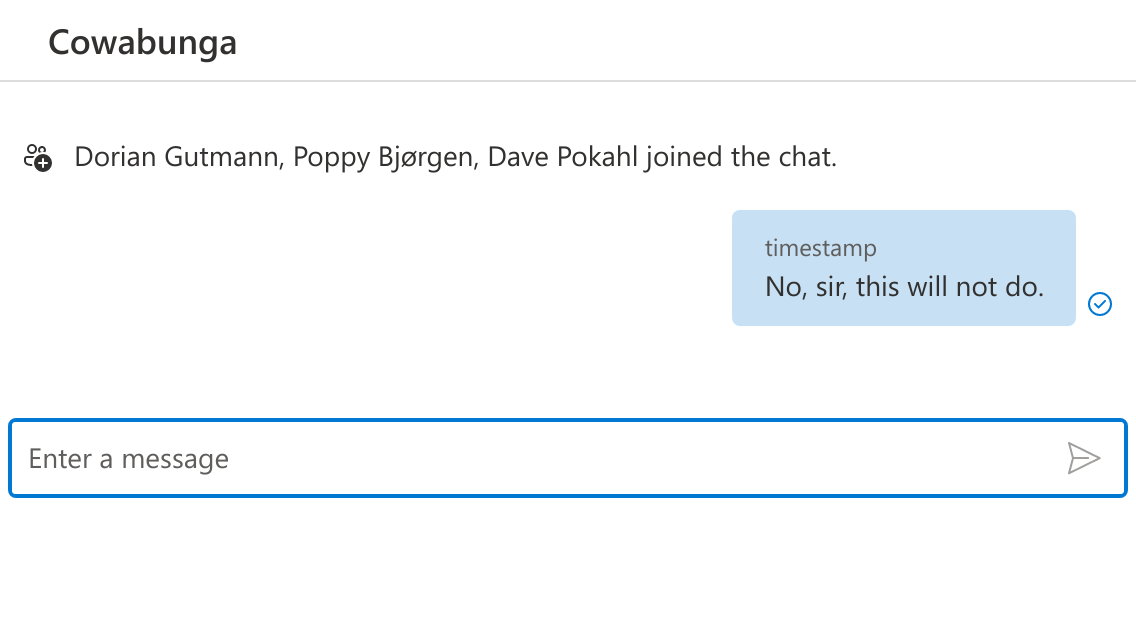 Cowabunga
Dorian Gutmann, Poppy Bjørgen, Dave Pokahl joined the chat.
timestamp
No, sir, this will not do.
Enter a message